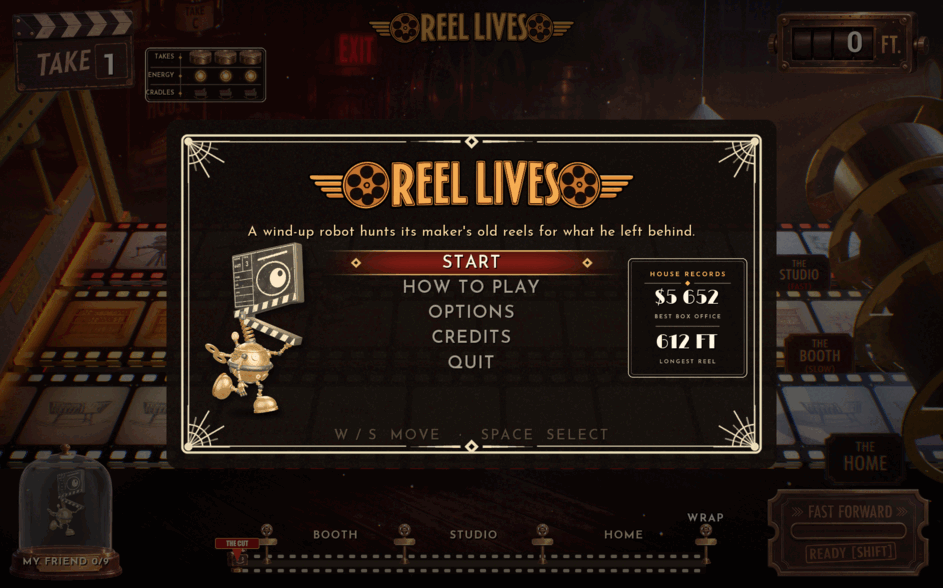 TAKE 1
TAKE
C
REEL LIVES
EXIT
0 FT.
TAKES
ENERGY
CRADLES
REEL LIVES
A wind-up robot hunts its maker's old reels for what he left behind.
START
HOW TO PLAY
OPTIONS
CREDITS
QUIT
HOUSE RECORDS
$5 652
BEST BOX OFFICE
612 FT
LONGEST REEL
W / S MOVE · SPACE SELECT
THE
STUDIO
THE
BOOTH
THE
HOME
MY FRIEND 0/9
THE CUT
BOOTH
STUDIO
HOME
WRAP
FAST FORWARD
READY [SHIFT]